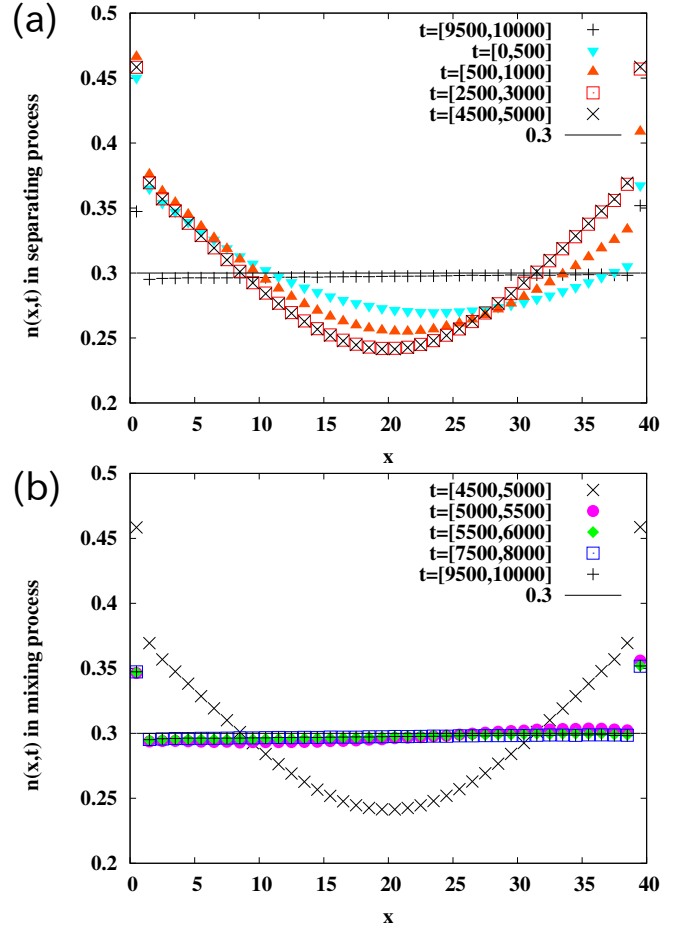 (a)
n(x,t) in separating process
0.5
0.45
0.4
0.35
0.3
0.25
0.2
t=[9500,10000]
t=[0,500]
t=[500,1000]
t=[2500,3000]
t=[4500,5000]
0.3
0 5 10 15 20 25 30 35 40
x
(b)
n(x,t) in mixing process
0.5
0.45
0.4
0.35
0.3
0.25
0.2
t=[4500,5000]
t=[5000,5500]
t=[5500,6000]
t=[7500,8000]
t=[9500,10000]
0.3
0 5 10 15 20 25 30 35 40
x